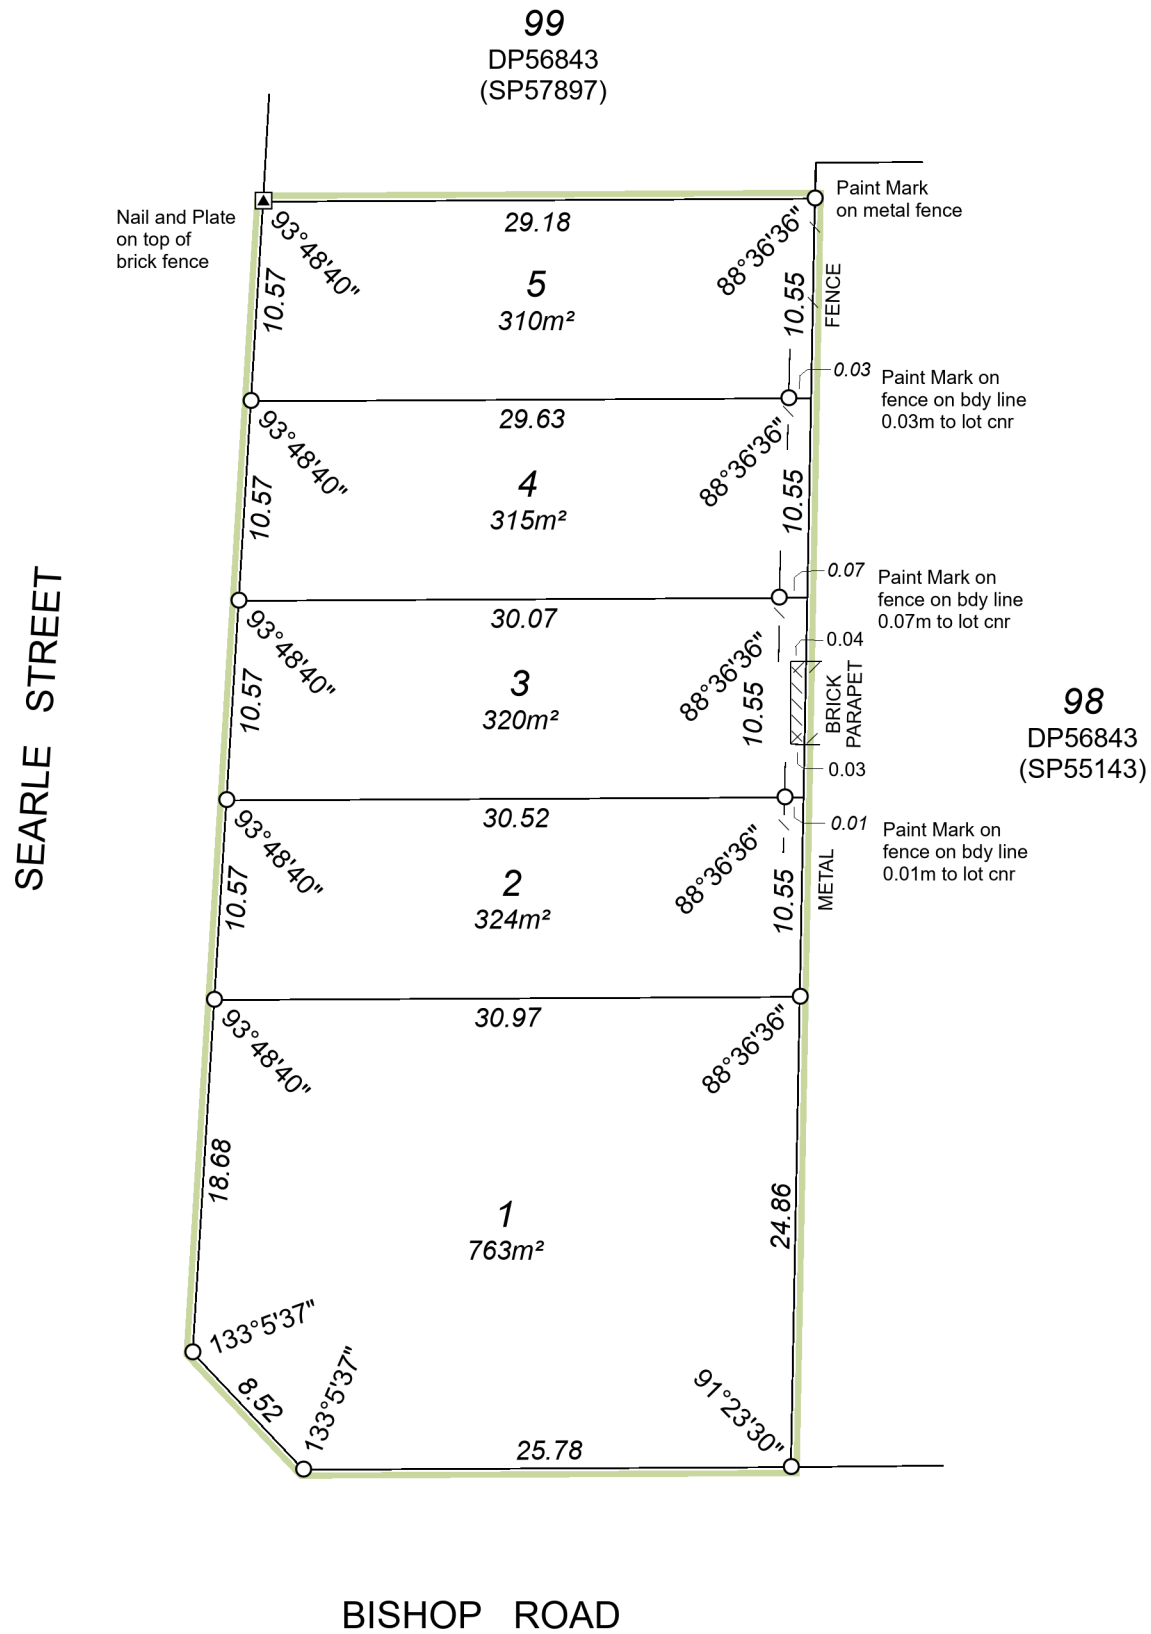 99
DP56843
(SP57897)
Paint Mark
on metal fence
Nail and Plate
on top of
brick fence
93°48'40"
29.18
88°36'36"
10.57
5
310m²
10.55
FENCE
0.03
Paint Mark on
fence on bdy line
0.03m to lot cnr
93°48'40"
29.63
88°36'36"
10.57
4
315m²
10.55
0.07
Paint Mark on
fence on bdy line
0.07m to lot cnr
93°48'40"
30.07
88°36'36"
0.04
10.57
3
320m²
10.55
BRICK
PARAPET
0.03
SEARLE STREET
98
DP56843
(SP55143)
93°48'40"
30.52
88°36'36"
0.01
Paint Mark on
fence on bdy line
0.01m to lot cnr
10.57
2
324m²
10.55
METAL
93°48'40"
30.97
88°36'36"
18.68
1
763m²
24.86
133°5'37"
8.52
133°5'37"
25.78
91°23'30"
BISHOP ROAD